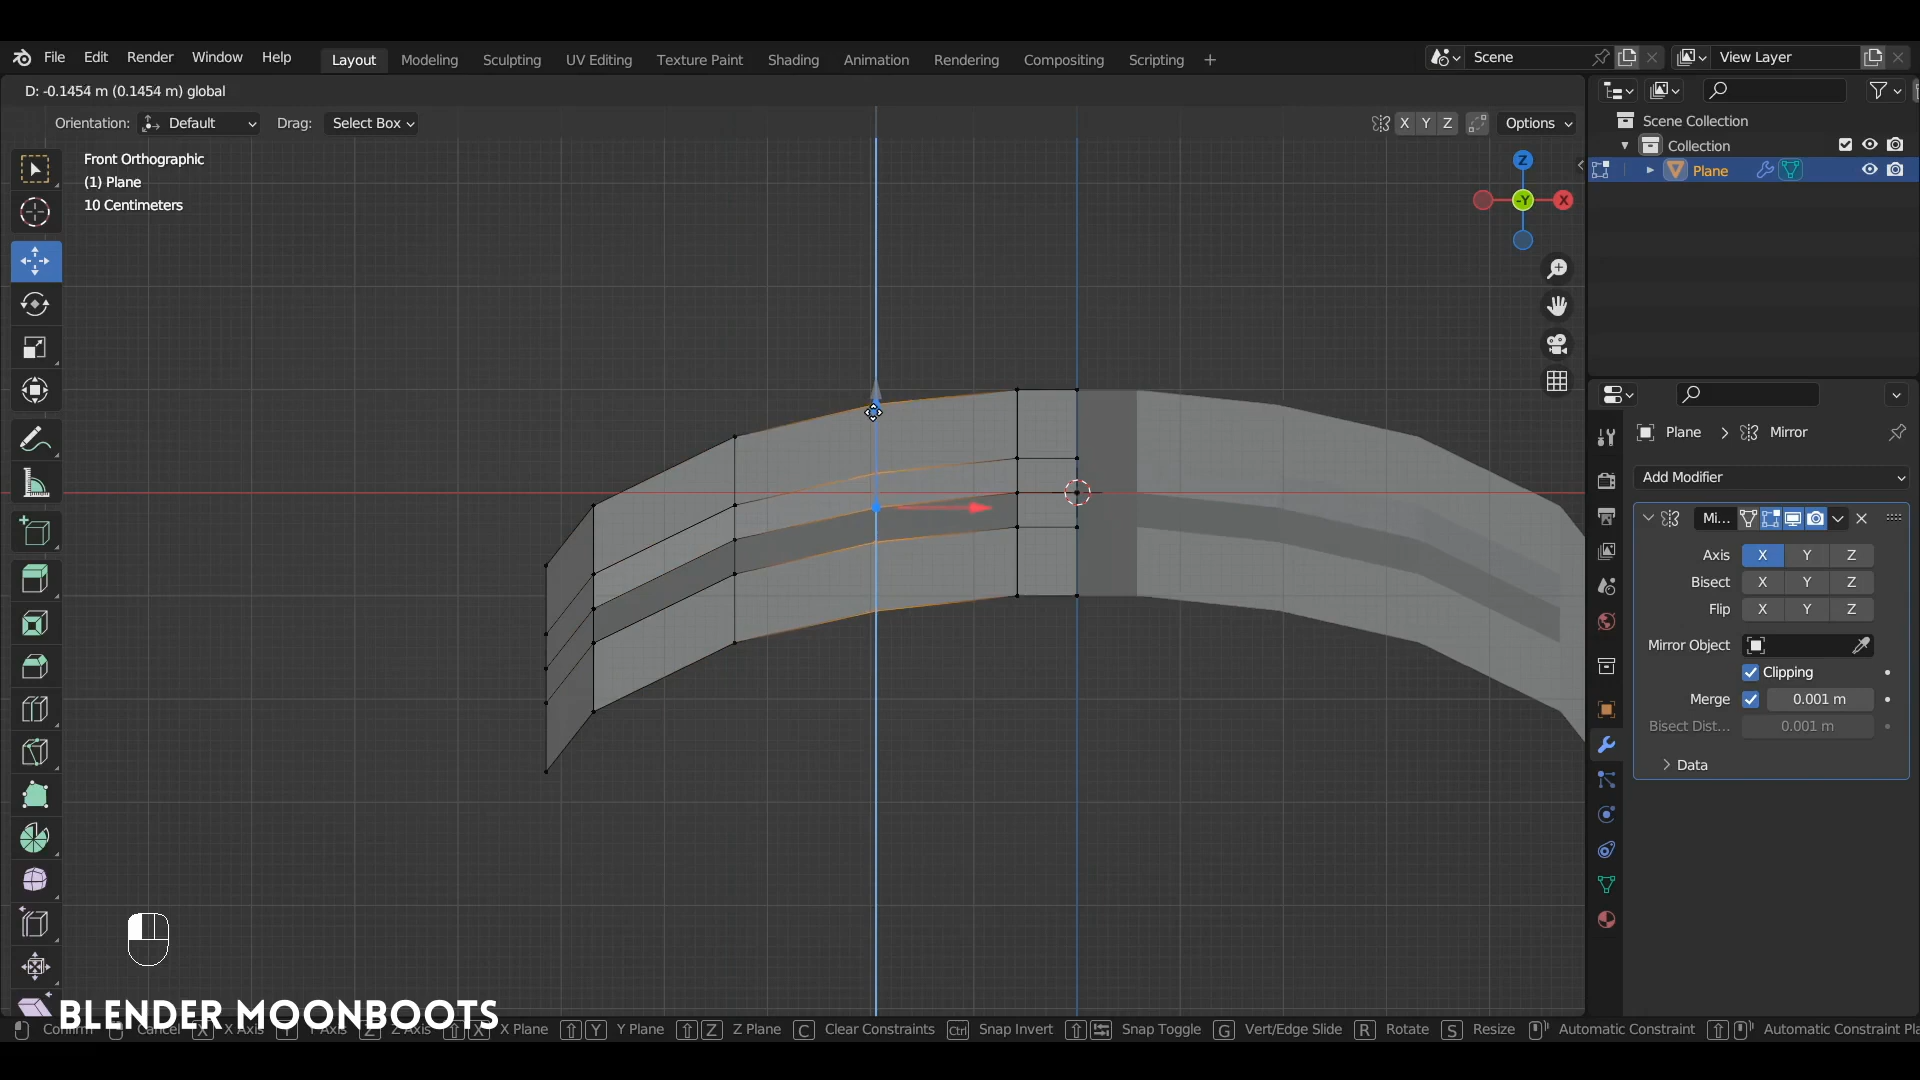 File Edit Render Window Help Layout Modeling Sculpting UV Editing Texture Paint Shading Animation Rendering Compositing Scripting + Scene View Layer
D: -0.1454 m (0.1454 m) global
Orientation: Default Drag: Select Box X Y Z Options
Scene Collection
Collection
Plane
Front Orthographic
(1) Plane
10 Centimeters
Z
-Y X
Plane > Mirror
Add Modifier
Mi...
Axis X Y Z
Bisect X Y Z
Flip X Y Z
Mirror Object
Clipping
Merge 0.001 m
Bisect Dist... 0.001 m
Data
BLENDER MOONBOOTS
X Plane Y Y Plane Z Z Plane C Clear Constraints Ctrl Snap Invert Snap Toggle G Vert/Edge Slide R Rotate S Resize Automatic Constraint Automatic Constraint Pla